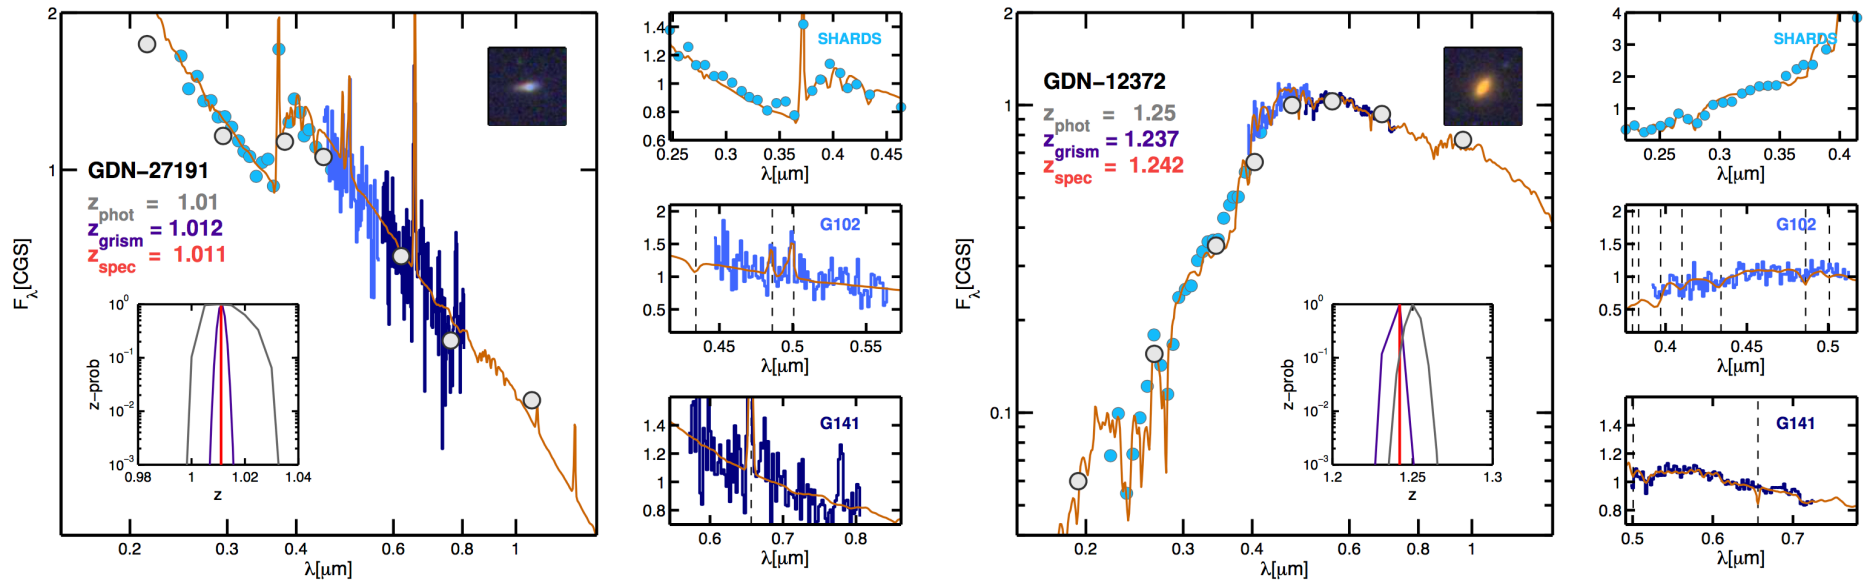 2
1
F_λ [CGS]
GDN−27191
z_phot = 1.01
z_grism = 1.012
z_spec = 1.011
10^0
10^−1
10^−2
10^−3
z−prob
0.98 1 1.02 1.04
z
0.2 0.3 0.4 0.6 0.8 1
λ[μm]
SHARDS
1.4
1.2
1
0.8
0.6
0.25 0.3 0.35 0.4 0.45
λ[μm]
G102
2
1.5
1
0.5
0.45 0.5 0.55
λ[μm]
G141
1.4
1.2
1
0.8
0.6 0.7 0.8
λ[μm]
2
1
0.1
F_λ [CGS]
GDN−12372
z_phot = 1.25
z_grism = 1.237
z_spec = 1.242
10^0
10^−1
10^−2
10^−3
z−prob
1.2 1.25 1.3
z
0.2 0.3 0.4 0.6 0.8 1
λ[μm]
SHARDS
4
3
2
1
0.25 0.3 0.35 0.4
λ[μm]
G102
2
1.5
1
0.5
0.4 0.45 0.5
λ[μm]
G141
1.4
1.2
1
0.8
0.5 0.6 0.7
λ[μm]